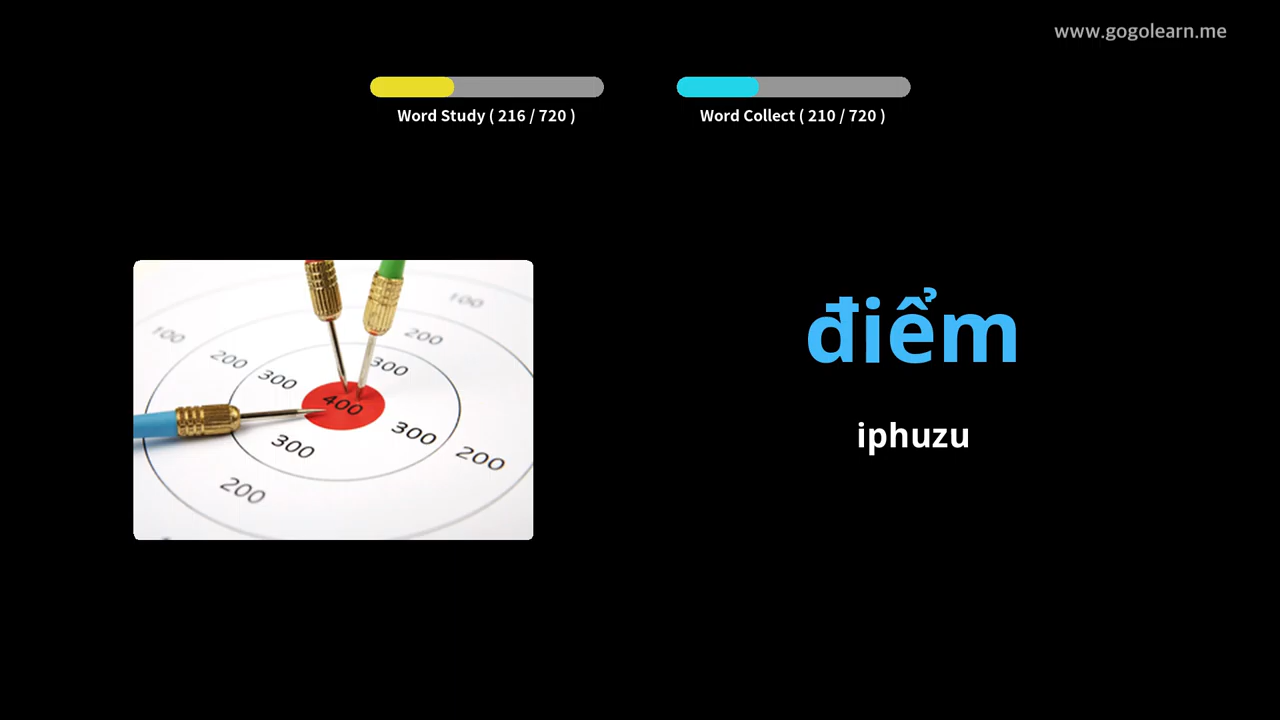 www.gogolearn.me
Word Study ( 216 / 720 )
Word Collect ( 210 / 720 )
điểm
iphuzu
100
100
200
200
300
300
400
300
300
200
200